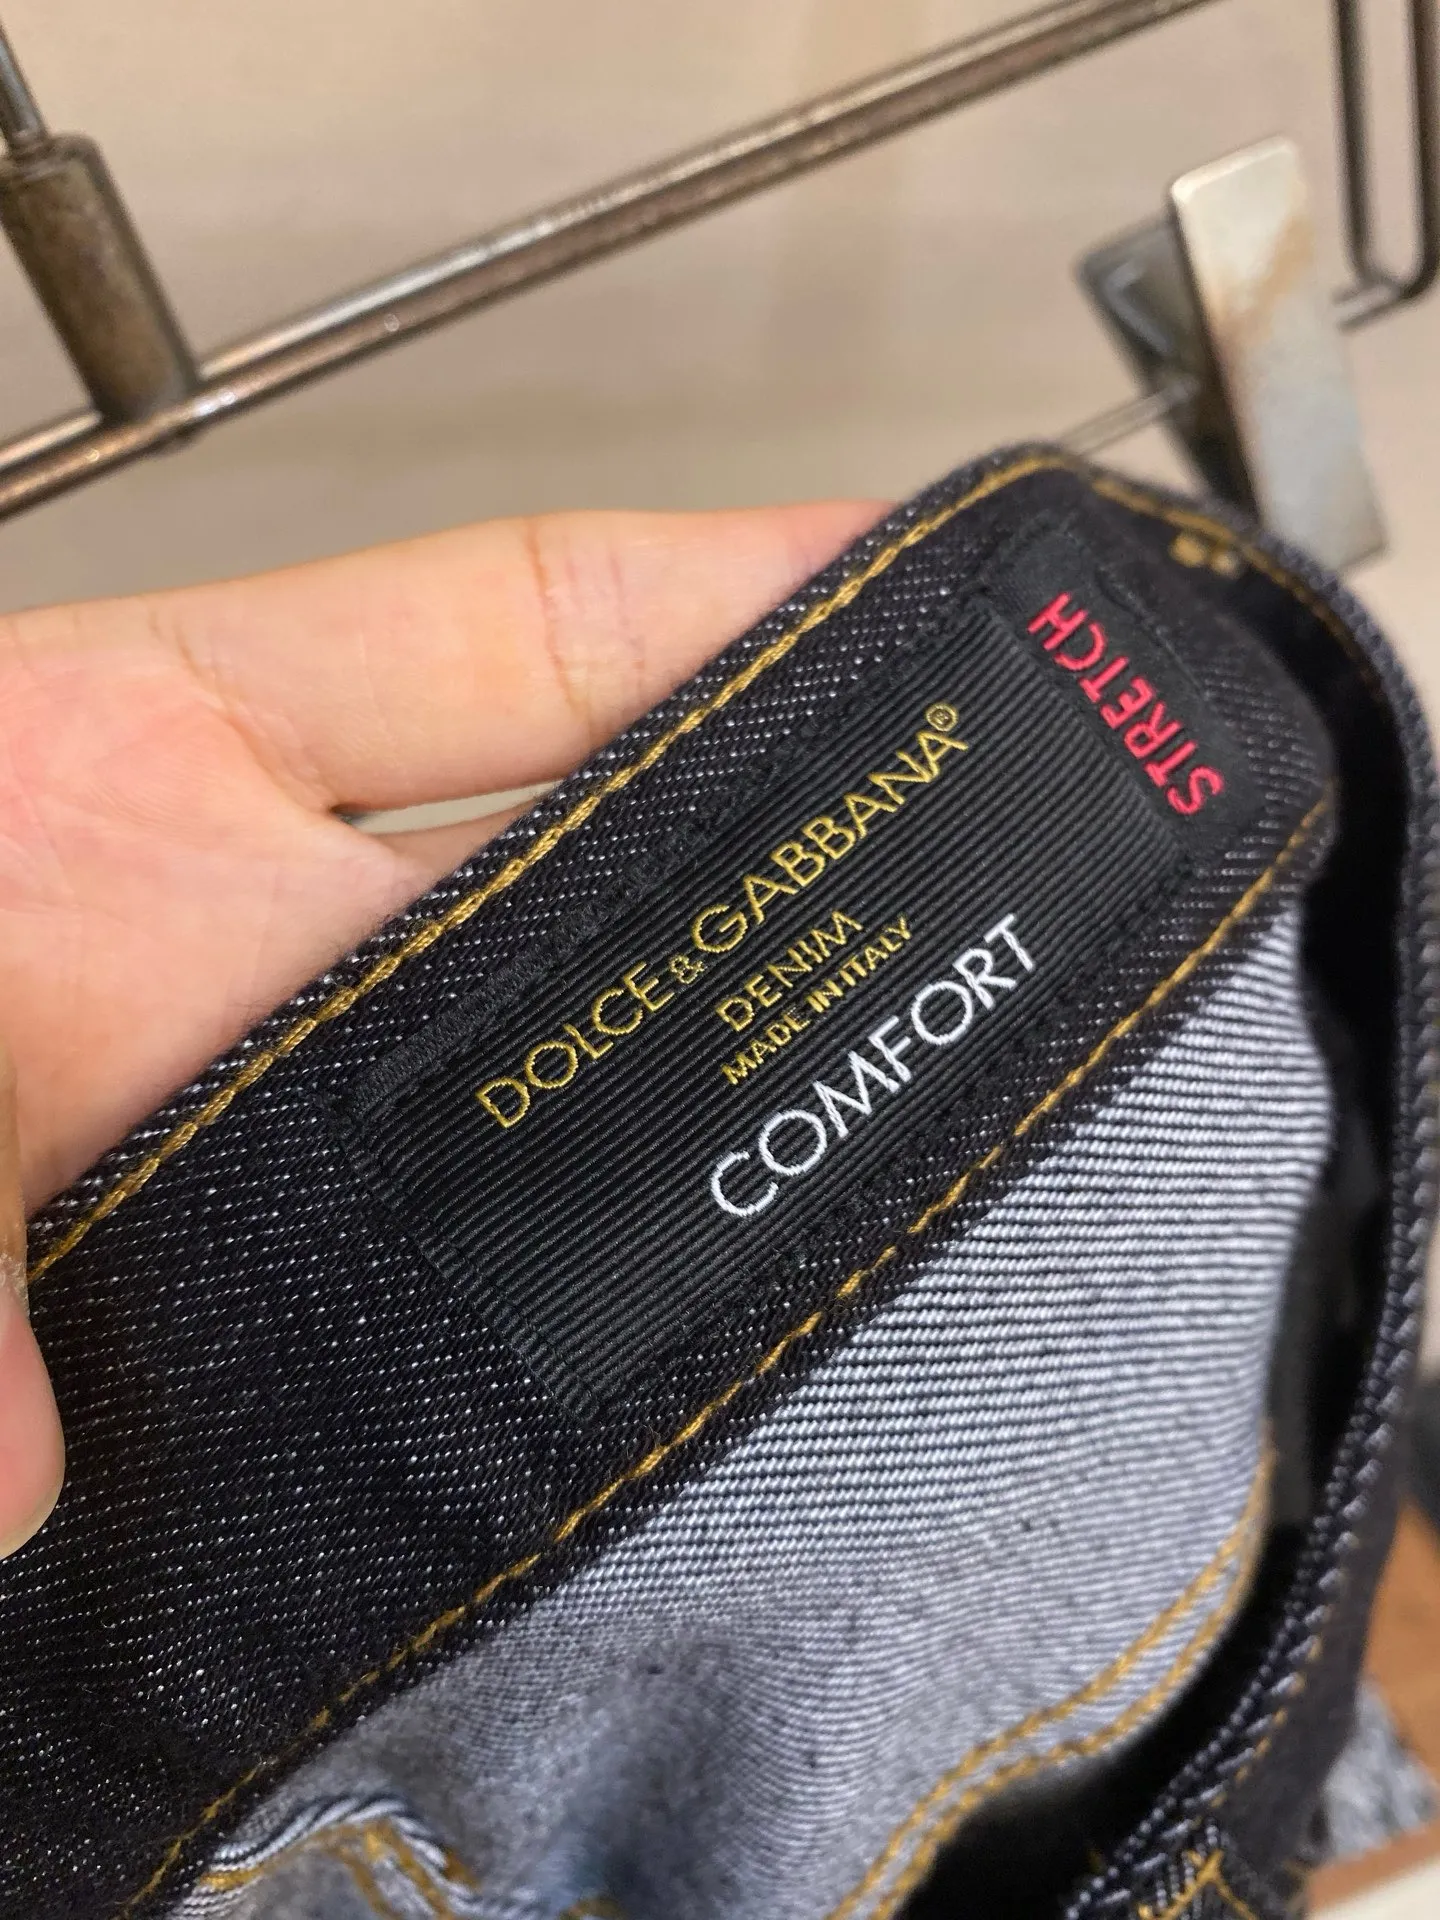 DOLCE&GABBANA®
DENIM
MADE IN ITALY
COMFORT
STRETCH